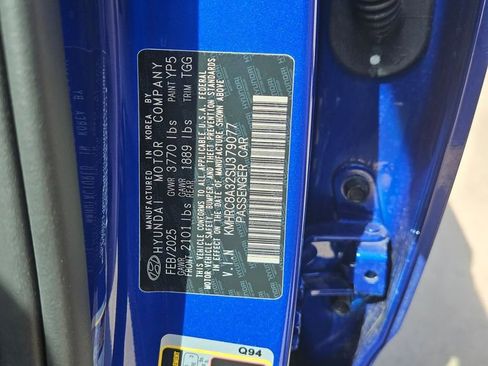 MANUFACTURED IN KOREA BY
HYUNDAI MOTOR COMPANY
FEB/2025 GVWR 3770 lbs PAINT YP5
GAWR FRONT 2101 lbs GAWR REAR 1889 lbs TRIM TGG
THIS VEHICLE CONFORMS TO ALL APPLICABLE U.S.A FEDERAL
MOTOR VEHICLE SAFETY, BUMPER, AND THEFT PREVENTION STANDARDS
IN EFFECT ON THE DATE OF MANUFACTURE SHOWN ABOVE
V.I.N KMHRC8A32SU379077
PASSENGER CAR
Q94